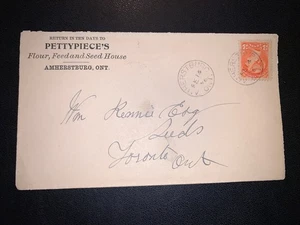 RETURN IN TEN DAYS TO
PETTYPIECE'S
Flour, Feed and Seed House
AMHERSTBURG, ONT.
Wm Rennie Esq
Seeds
Toronto
Ont